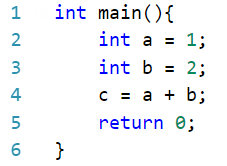 1 int main(){
2     int a = 1;
3     int b = 2;
4     c = a + b;
5     return 0;
6 }